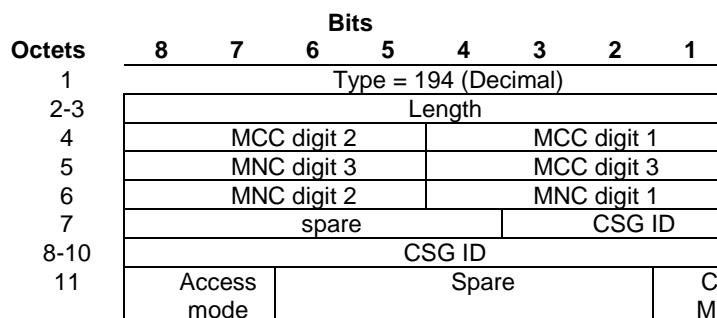 Bits
Octets 8 7 6 5 4 3 2 1
1 Type = 194 (Decimal)
2-3 Length
4 MCC digit 2 MCC digit 1
5 MNC digit 3 MCC digit 3
6 MNC digit 2 MNC digit 1
7 spare CSG ID
8-10 CSG ID
11 Access Spare C
mode M